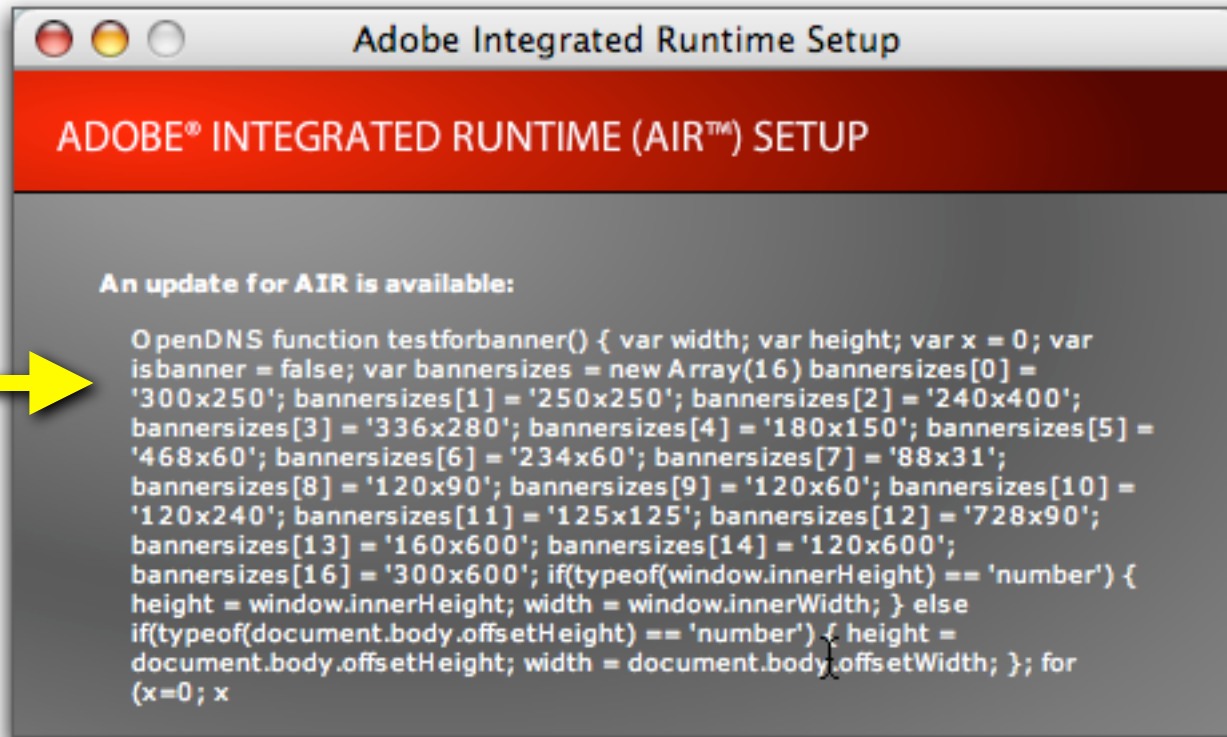 Adobe Integrated Runtime Setup
ADOBE® INTEGRATED RUNTIME (AIR™) SETUP
An update for AIR is available:
OpenDNS function testforbanner() { var width; var height; var x = 0; var
isbanner = false; var bannersizes = new Array(16) bannersizes[0] =
'300x250'; bannersizes[1] = '250x250'; bannersizes[2] = '240x400';
bannersizes[3] = '336x280'; bannersizes[4] = '180x150'; bannersizes[5] =
'468x60'; bannersizes[6] = '234x60'; bannersizes[7] = '88x31';
bannersizes[8] = '120x90'; bannersizes[9] = '120x60'; bannersizes[10] =
'120x240'; bannersizes[11] = '125x125'; bannersizes[12] = '728x90';
bannersizes[13] = '160x600'; bannersizes[14] = '120x600';
bannersizes[16] = '300x600'; if(typeof(window.innerHeight) == 'number') {
height = window.innerHeight; width = window.innerWidth; } else
if(typeof(document.body.offsetHeight) == 'number') { height =
document.body.offsetHeight; width = document.body.offsetWidth; }; for
(x=0; x